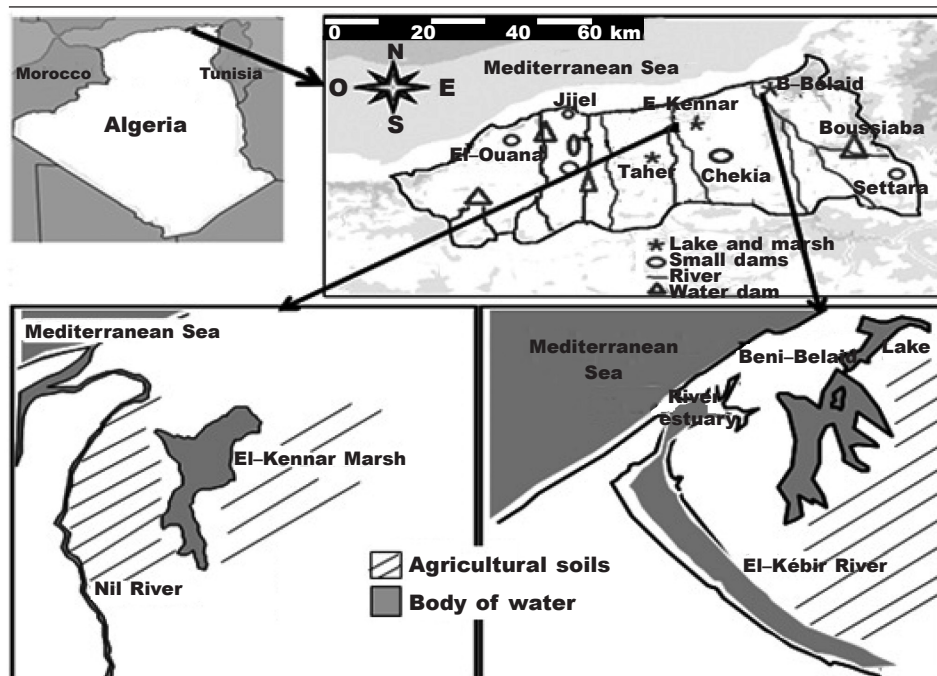 Morocco
Tunisia
Algeria
0 20 40 60 km
N
O E
S
Mediterranean Sea
B–Belaid
E–Kennar
Jijel
Boussiaba
El–Ouana
Taher
Chekia
Settara
Lake and marsh
Small dams
River
Water dam
Mediterranean Sea
El–Kennar Marsh
Nil River
Agricultural soils
Body of water
Mediterranean
Sea
Beni–Belaid
Lake
River
estuary
El–Kébir River